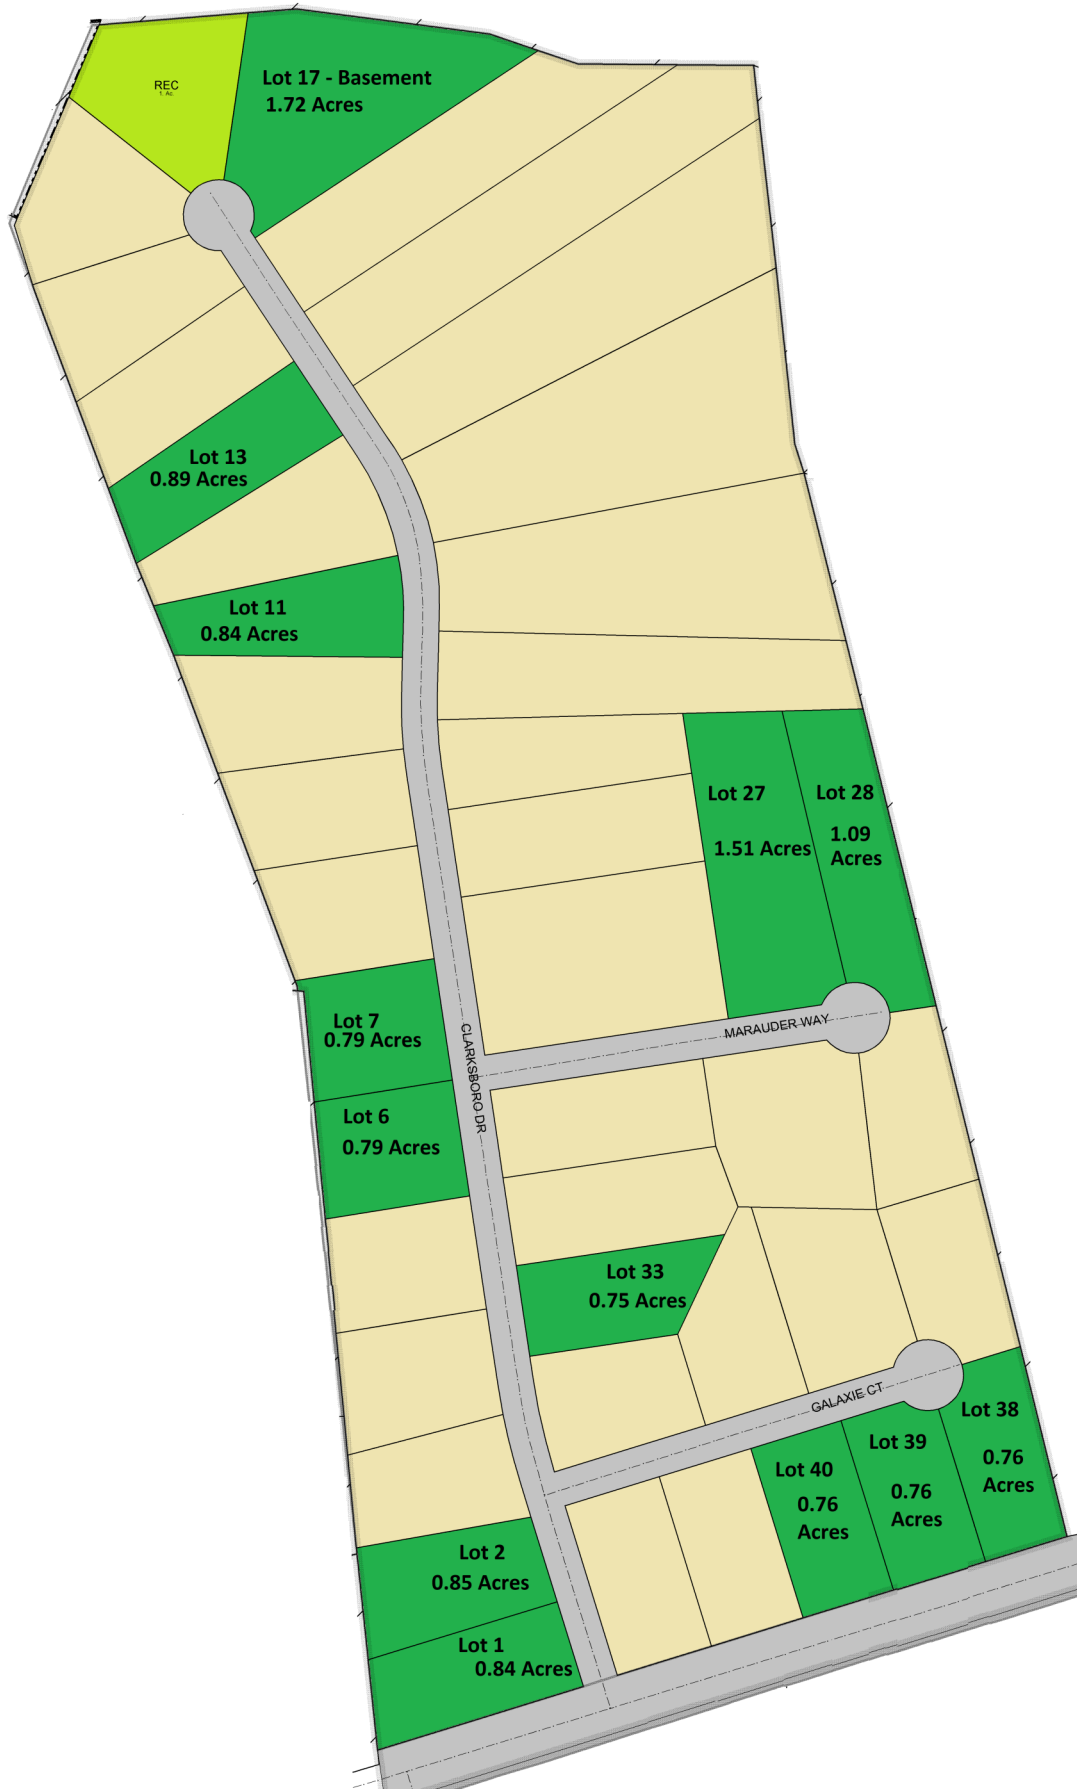 REC
1. Ac.
Lot 17 - Basement
1.72 Acres
Lot 13
0.89 Acres
Lot 11
0.84 Acres
Lot 27
1.51 Acres
Lot 28
1.09
Acres
Lot 7
0.79 Acres
MARAUDER WAY
CLARKSBORO DR
Lot 6
0.79 Acres
Lot 33
0.75 Acres
GALAXIE CT
Lot 38
0.76
Acres
Lot 39
0.76
Acres
Lot 40
0.76
Acres
Lot 2
0.85 Acres
Lot 1
0.84 Acres